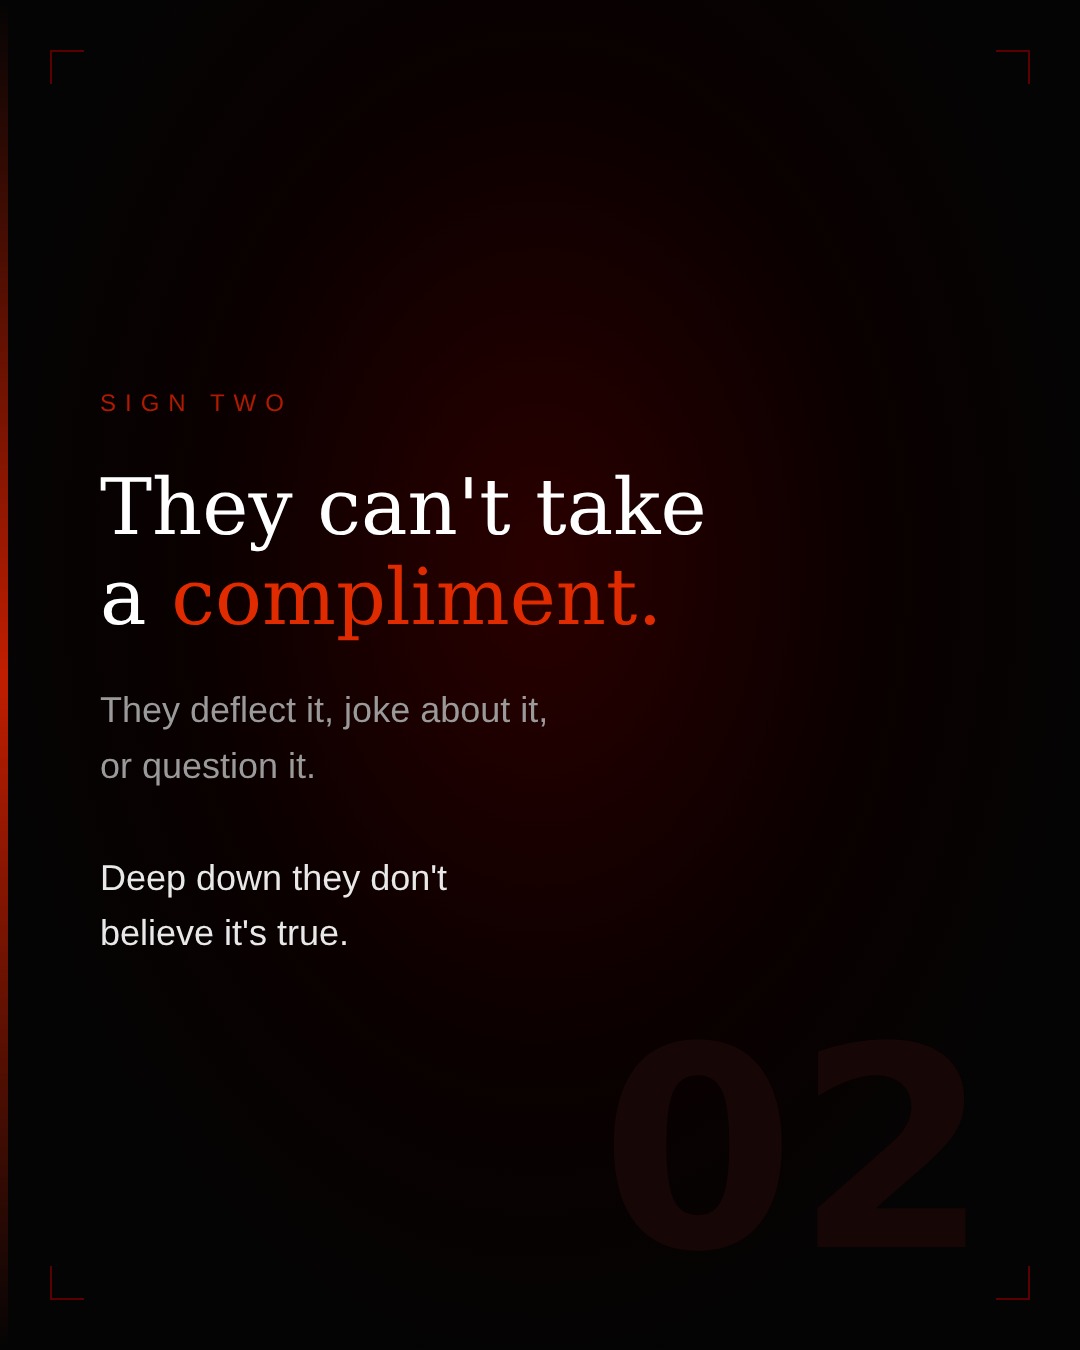 SIGN TWO
They can't take
a compliment.
They deflect it, joke about it,
or question it.
Deep down they don't
believe it's true.
02